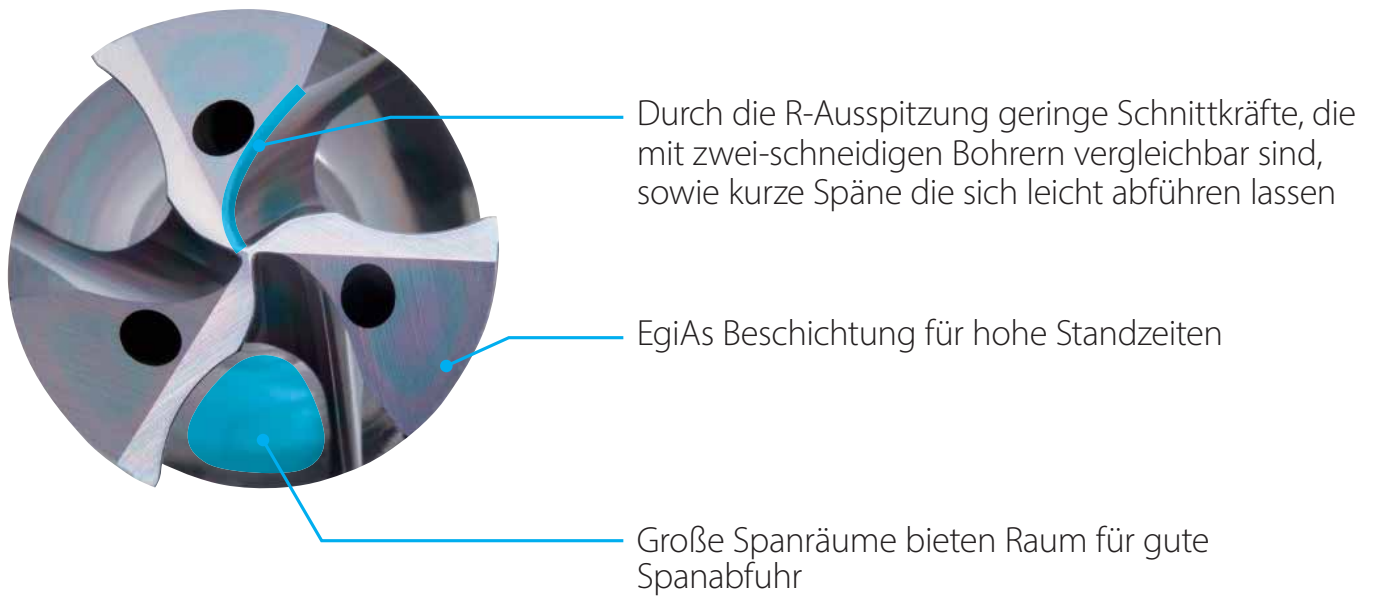 Durch die R-Ausspitzung geringe Schnittkräfte, die
mit zwei-schneidigen Bohrern vergleichbar sind,
sowie kurze Späne die sich leicht abführen lassen
EgiAs Beschichtung für hohe Standzeiten
Große Spanräume bieten Raum für gute
Spanabfuhr